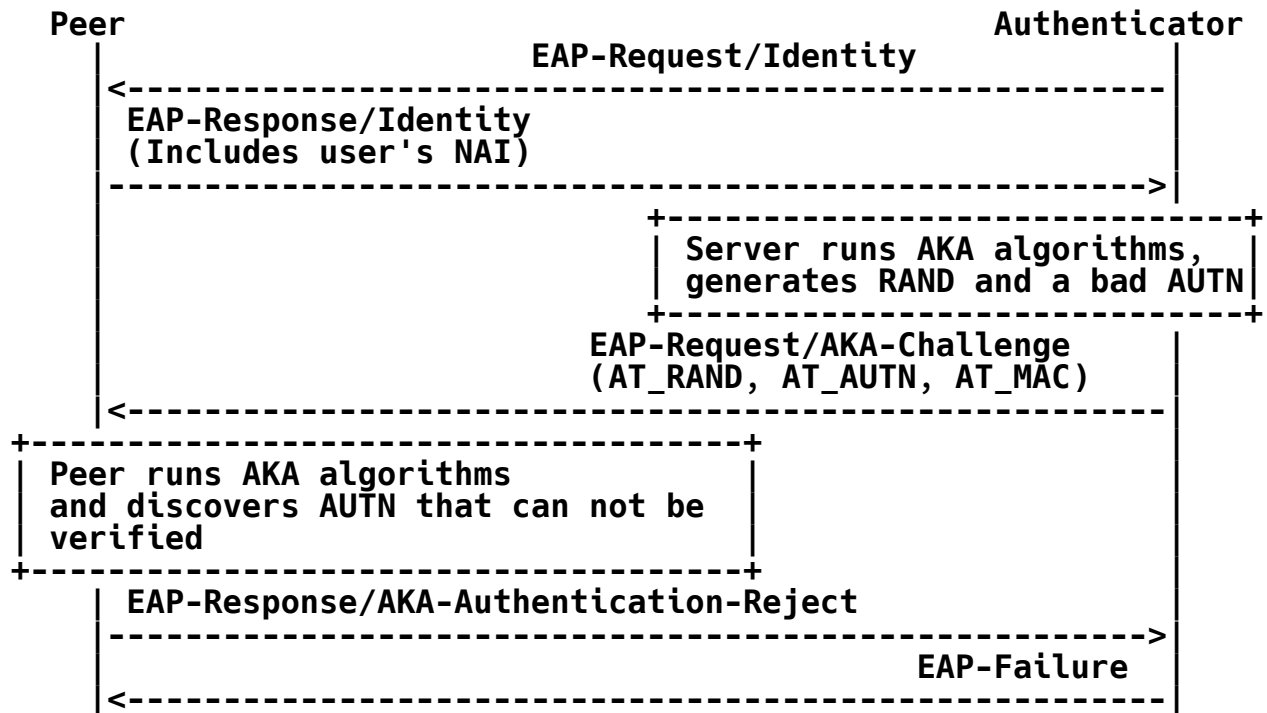 Peer Authenticator
EAP-Request/Identity
EAP-Response/Identity
(Includes user's NAI)
Server runs AKA algorithms,
generates RAND and a bad AUTN
EAP-Request/AKA-Challenge
(AT_RAND, AT_AUTN, AT_MAC)
Peer runs AKA algorithms
and discovers AUTN that can not be
verified
EAP-Response/AKA-Authentication-Reject
EAP-Failure